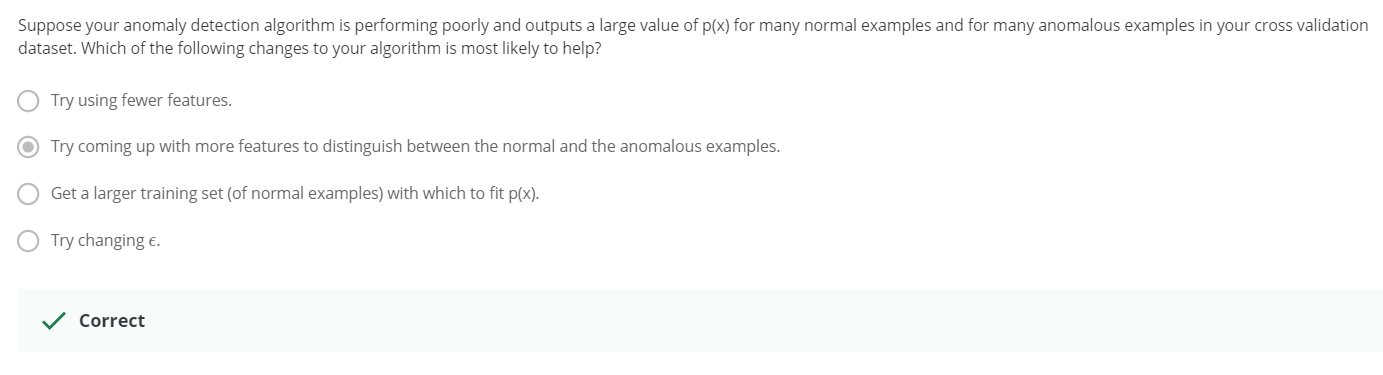 Suppose your anomaly detection algorithm is performing poorly and outputs a large value of p(x) for many normal examples and for many anomalous examples in your cross validation
dataset. Which of the following changes to your algorithm is most likely to help?
Try using fewer features.
Try coming up with more features to distinguish between the normal and the anomalous examples.
Get a larger training set (of normal examples) with which to fit p(x).
Try changing ϵ.
Correct